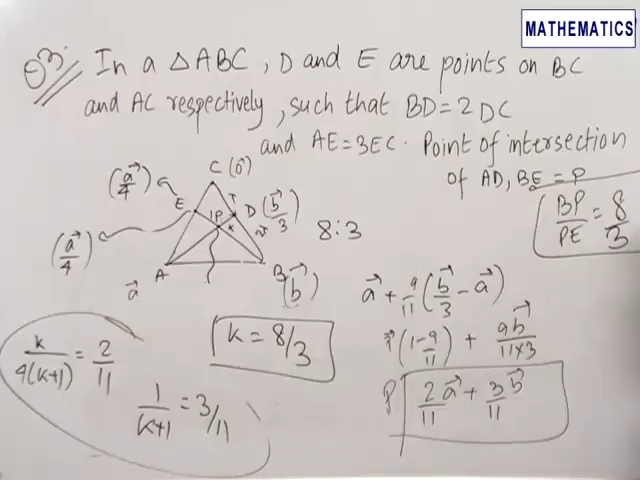 MATHEMATICS
Q3. In a △ABC, D and E are points on BC
and AC respectively, such that BD=2DC
and AE=3EC. Point of intersection
of AD, BE = P
BP/PE = 8/3
C (0⃗)
(a⃗/4)
E
P
D (b⃗/3)
8:3
(a⃗/4)
A
a⃗
B
(b⃗)
a⃗ + 9/11 (b⃗/3 - a⃗)
(1-9/11) + 9b⃗/11×3
k = 8/3
k/4(k+1) = 2/11
1/k+1 = 3/11
P 2/11 a⃗ + 3/11 b⃗